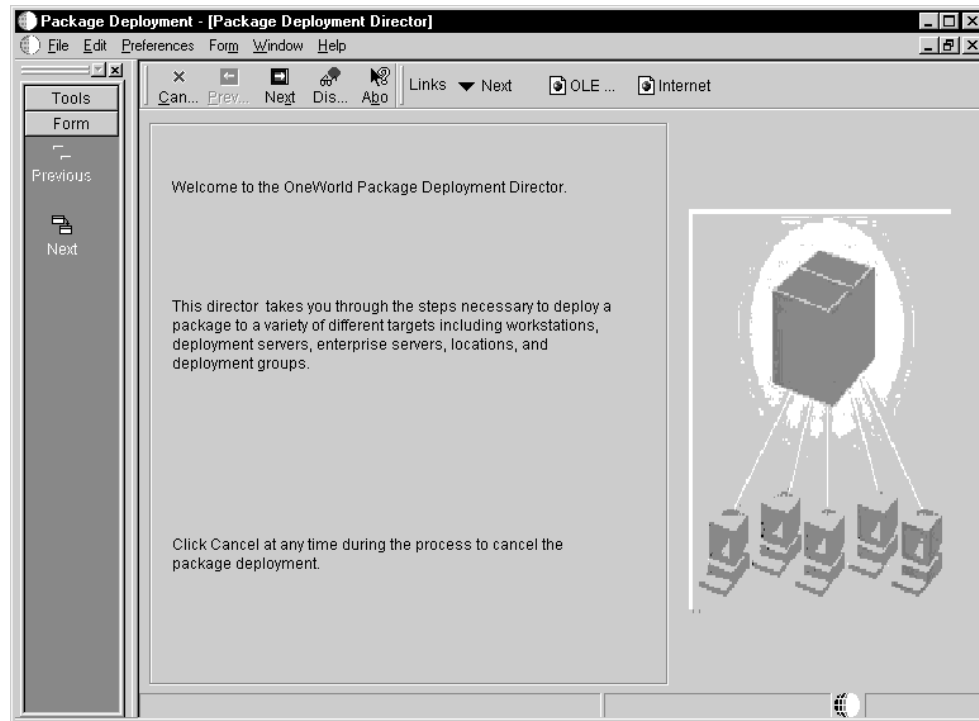 Package Deployment - [Package Deployment Director]
File Edit Preferences Form Window Help
Can... Prev... Next Dis... Abo Links Next OLE ... Internet
Tools
Form
Previous
Next
Welcome to the OneWorld Package Deployment Director.
This director takes you through the steps necessary to deploy a
package to a variety of different targets including workstations,
deployment servers, enterprise servers, locations, and
deployment groups.
Click Cancel at any time during the process to cancel the
package deployment.